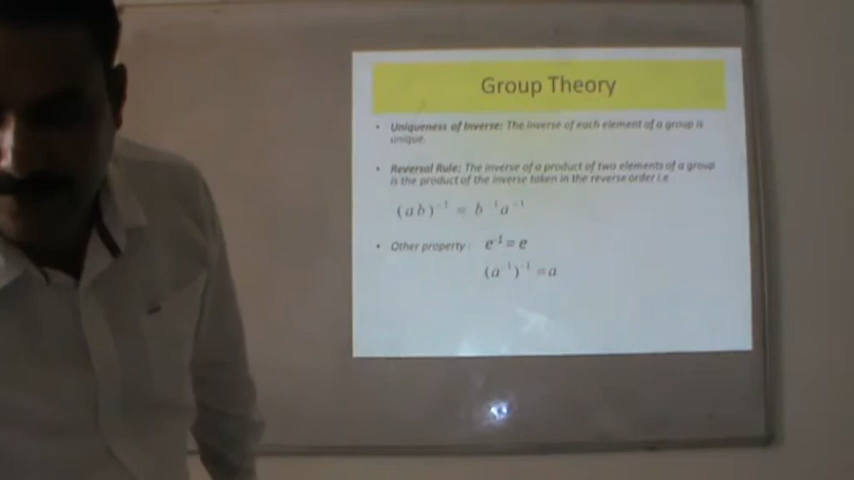 Group Theory
• Uniqueness of Inverse: The inverse of each element of a group is
unique.
• Reversal Rule: The inverse of a product of two elements of a group
is the product of the inverse taken in the reverse order i.e
(ab)⁻¹ = b⁻¹a⁻¹
• Other property : e⁻¹ = e
(a⁻¹)⁻¹ = a